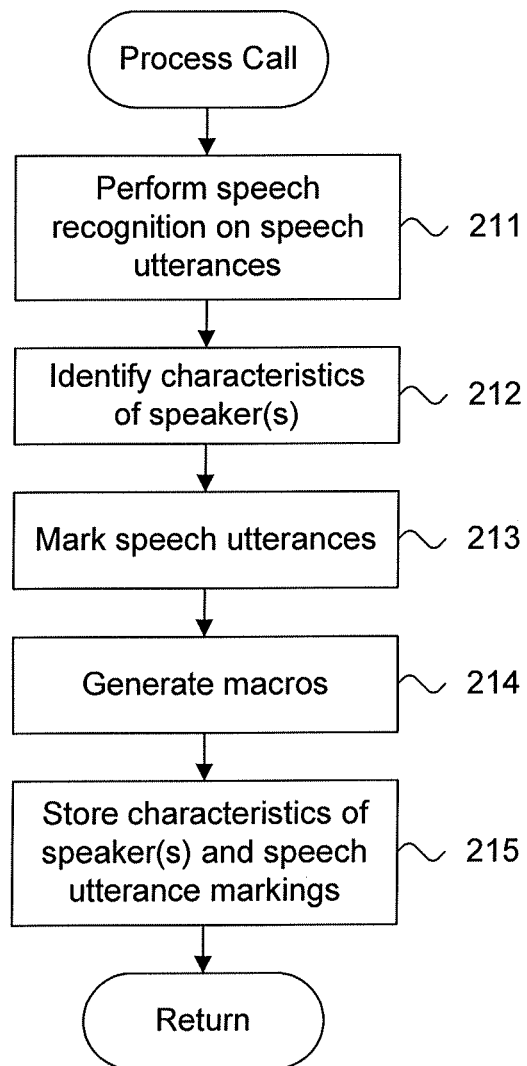 Process Call
Perform speech
recognition on speech
utterances
211
Identify characteristics
of speaker(s)
212
Mark speech utterances
213
Generate macros
214
Store characteristics of
speaker(s) and speech
utterance markings
215
Return